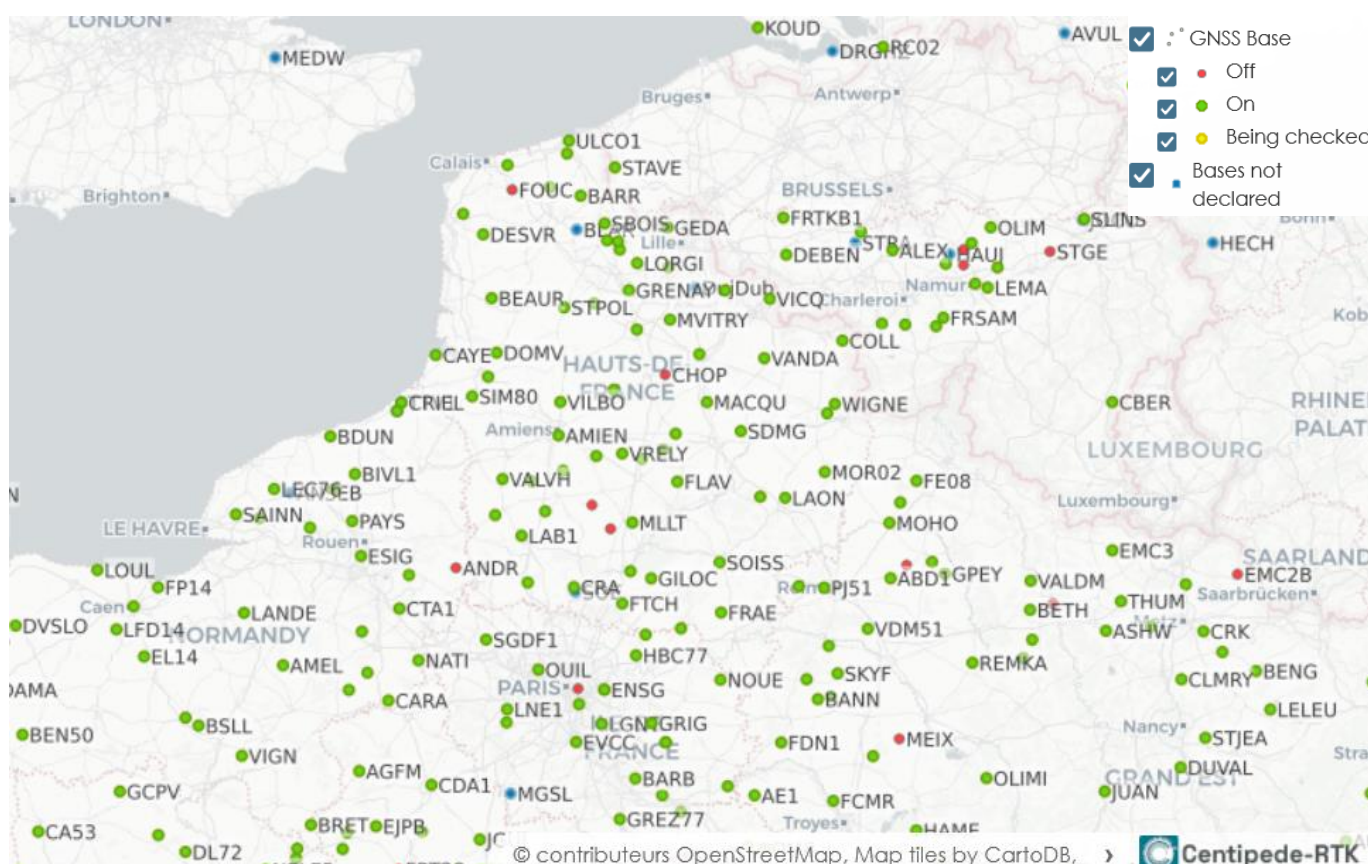 LONDON
MEDW
KOUD
DRGHZ
RC02
AVUL
GNSS Base
Off
On
Being checked
Bases not
declared
Bruges
Antwerp
ULCO1
Calais
STAVE
FOUC
BARR
BRUSSELS
Brighton
SBOIS
GEDA
FRTKB1
OLIM
Bonn
DESVR
Lille
STRA
ALEX
HECH
DEBEN
STGE
LORGI
BEAUR
GRENAY
VICQ
Charleroi
Namur
LEMA
STPOL
MVITRY
FRSAM
Kob
COLL
CAYE
DOMV
HAUTS-DE-
FRANCE
VANDA
CHOP
CRIEL
SIM80
VILBO
MACQU
WIGNE
CBER
RHINE
PALAT
BDUN
Amiens
AMIEN
SDMG
VRELY
LUXEMBOURG
BIVL1
VALVH
FLAV
MOR02
FE08
LEC76
LAON
Luxembourg
N
SAINN
PAYS
LE HAVRE
MLLT
MOHO
Rouen
LAB1
ESIG
EMC3
SAARLAND
LOUL
ANDR
SOISS
EMC2B
FP14
CRA
GILOC
ABD1
GPEY
VALDM
PJ51
Saarbrücken
Caen
LANDE
CTA1
FTCH
FRAE
BETH
THUM
Metz
DVSLO
LFD14
NORMANDY
SGDF1
VDM51
ASHW
CRK
EL14
AMEL
NATI
OUIL
HBC77
REMKA
BENG
DAMA
PARIS
ENSG
NOUE
SKYF
CLMRY
CARA
BANN
LNE1
LELEU
BSLL
LGN
GRIG
Nancy
BEN50
EVCC
FRANCE
FDN1
MEIX
STJEA
VIGN
Stra
AGFM
BARB
OLIMI
GRAND EST
DUVAL
GCPV
CDA1
MGSL
AE1
FCMR
JUAN
CA53
BRET
EJPB
GREZ77
Troyes
HAME
DL72
© contributeurs OpenStreetMap, Map tiles by CartoDB,
Centipede-RTK